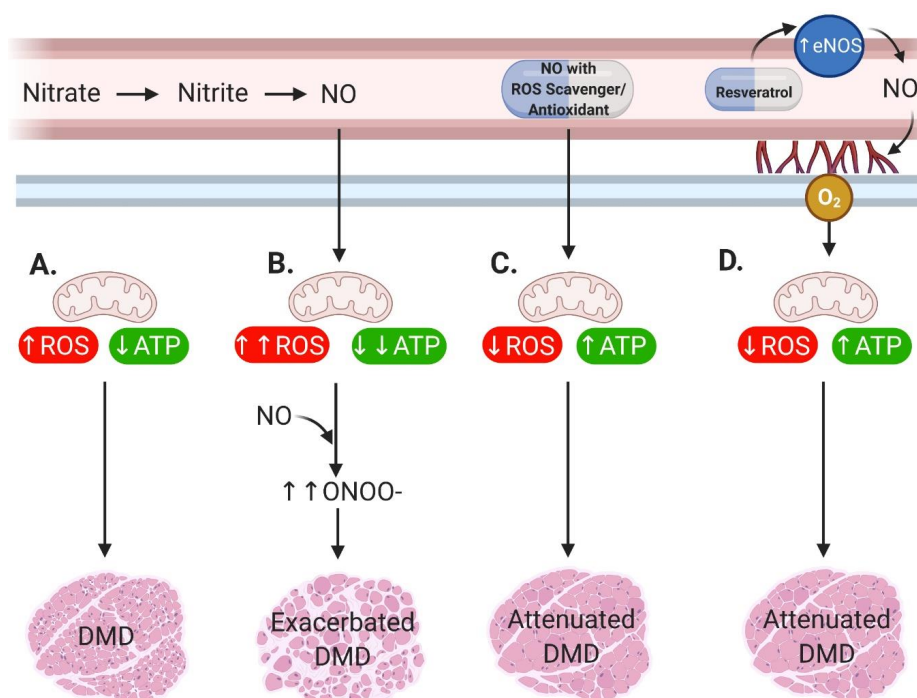 ↑eNOS
Nitrate → Nitrite → NO
NO with
ROS Scavenger/
Antioxidant
Resveratrol
NO
O₂
A.
B.
C.
D.
↑ROS ↓ATP
↑↑ROS ↓↓ATP
↓ROS ↑ATP
↓ROS ↑ATP
NO
↑↑ONOO-
DMD
Exacerbated
DMD
Attenuated
DMD
Attenuated
DMD